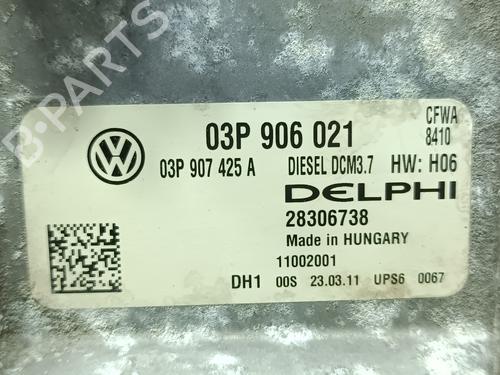 B-PARTS
03P 906 021
CFWA
8410
03P 907 425 A DIESEL DCM3.7 HW: H06
DELPHI
28306738
Made in HUNGARY
11002001
DH1 00S 23.03.11 UPS6 0067